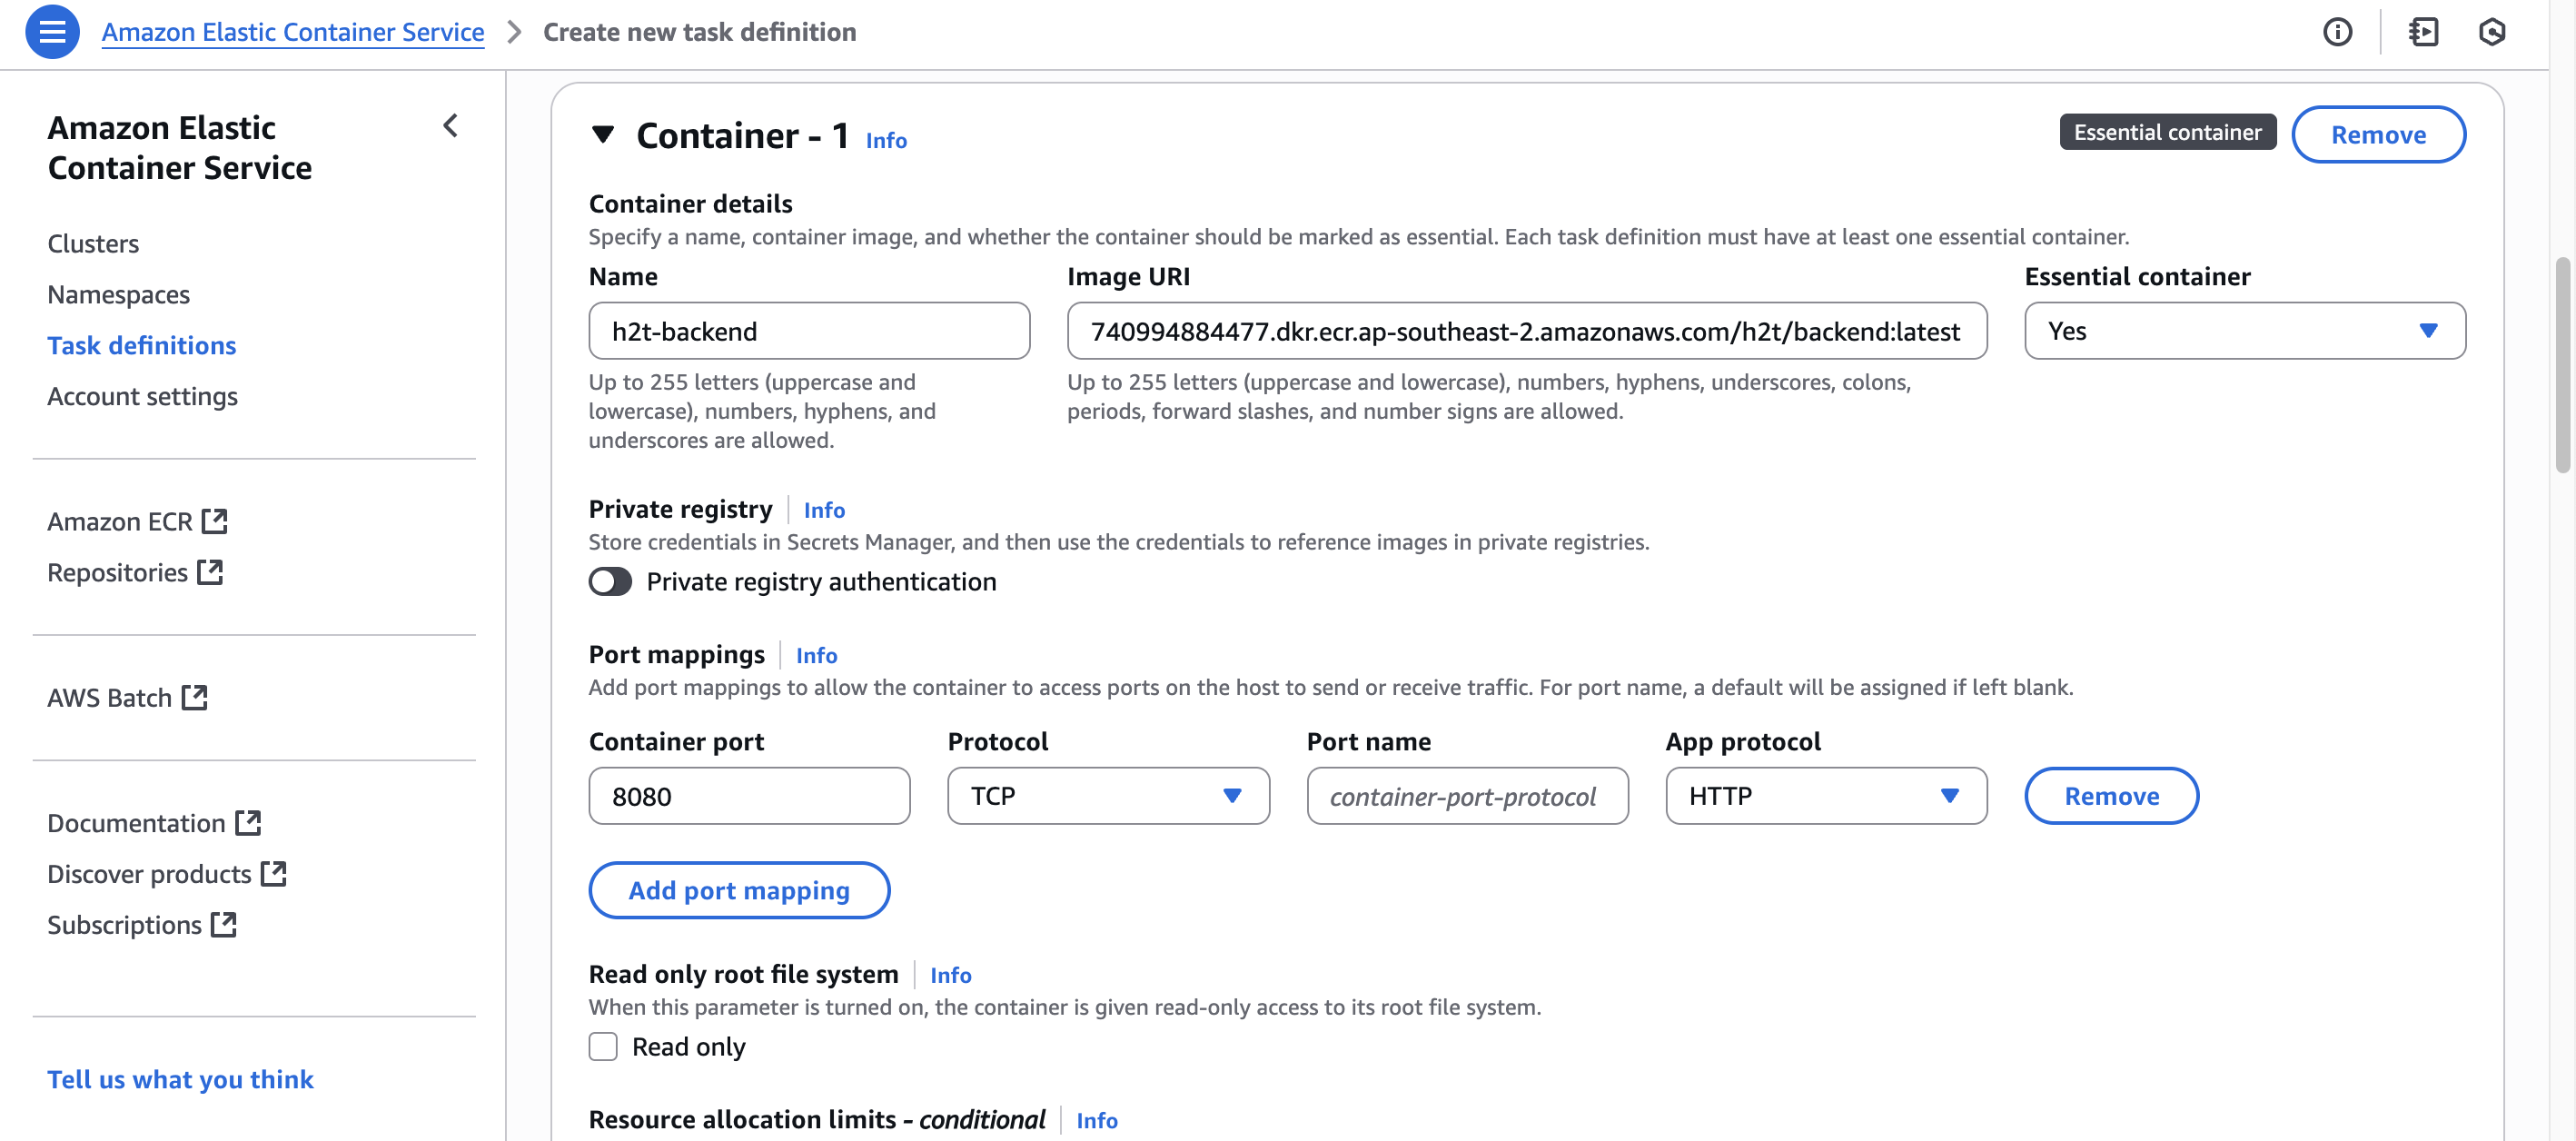 Amazon Elastic Container Service > Create new task definition
Amazon Elastic
Container Service
Clusters
Namespaces
Task definitions
Account settings
Amazon ECR
Repositories
AWS Batch
Documentation
Discover products
Subscriptions
Tell us what you think
Container - 1 Info
Essential container Remove
Container details
Specify a name, container image, and whether the container should be marked as essential. Each task definition must have at least one essential container.
Name Image URI Essential container
h2t-backend 740994884477.dkr.ecr.ap-southeast-2.amazonaws.com/h2t/backend:latest Yes
Up to 255 letters (uppercase and
lowercase), numbers, hyphens, and
underscores are allowed.
Up to 255 letters (uppercase and lowercase), numbers, hyphens, underscores, colons,
periods, forward slashes, and number signs are allowed.
Private registry Info
Store credentials in Secrets Manager, and then use the credentials to reference images in private registries.
Private registry authentication
Port mappings Info
Add port mappings to allow the container to access ports on the host to send or receive traffic. For port name, a default will be assigned if left blank.
Container port Protocol Port name App protocol
8080 TCP container-port-protocol HTTP Remove
Add port mapping
Read only root file system Info
When this parameter is turned on, the container is given read-only access to its root file system.
Read only
Resource allocation limits - conditional Info